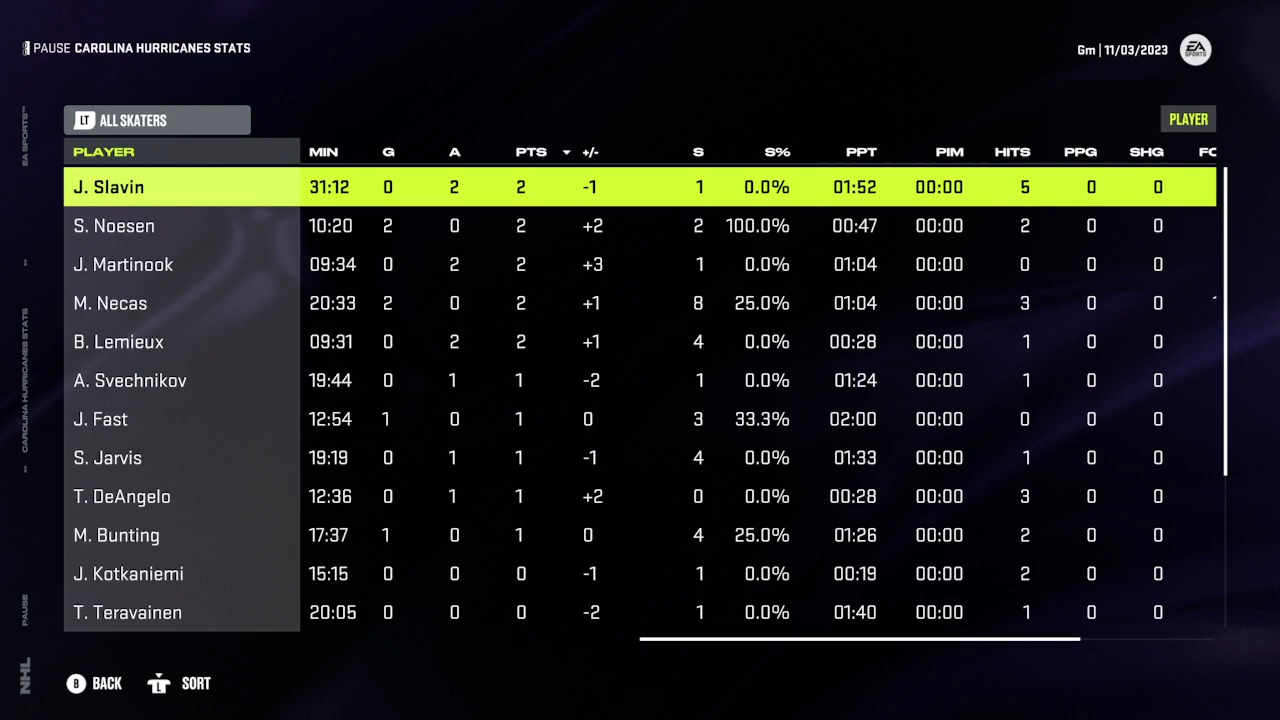 PAUSE CAROLINA HURRICANES STATS
Gm | 11/03/2023
EA SPORTS
LT ALL SKATERS
PLAYER
PLAYER MIN G A PTS +/- S S% PPT PIM HITS PPG SHG FO
J. Slavin 31:12 0 2 2 -1 1 0.0% 01:52 00:00 5 0 0
S. Noesen 10:20 2 0 2 +2 2 100.0% 00:47 00:00 2 0 0
J. Martinook 09:34 0 2 2 +3 1 0.0% 01:04 00:00 0 0 0
M. Necas 20:33 2 0 2 +1 8 25.0% 01:04 00:00 3 0 0
B. Lemieux 09:31 0 2 2 +1 4 0.0% 00:28 00:00 1 0 0
A. Svechnikov 19:44 0 1 1 -2 1 0.0% 01:24 00:00 1 0 0
J. Fast 12:54 1 0 1 0 3 33.3% 02:00 00:00 0 0 0
S. Jarvis 19:19 0 1 1 -1 4 0.0% 01:33 00:00 1 0 0
T. DeAngelo 12:36 0 1 1 +2 0 0.0% 00:28 00:00 3 0 0
M. Bunting 17:37 1 0 1 0 4 25.0% 01:26 00:00 2 0 0
J. Kotkaniemi 15:15 0 0 0 -1 1 0.0% 00:19 00:00 2 0 0
T. Teravainen 20:05 0 0 0 -2 1 0.0% 01:40 00:00 1 0 0
B BACK L SORT
NHL PAUSE >> CAROLINA HURRICANES STATS >> EA SPORTS™